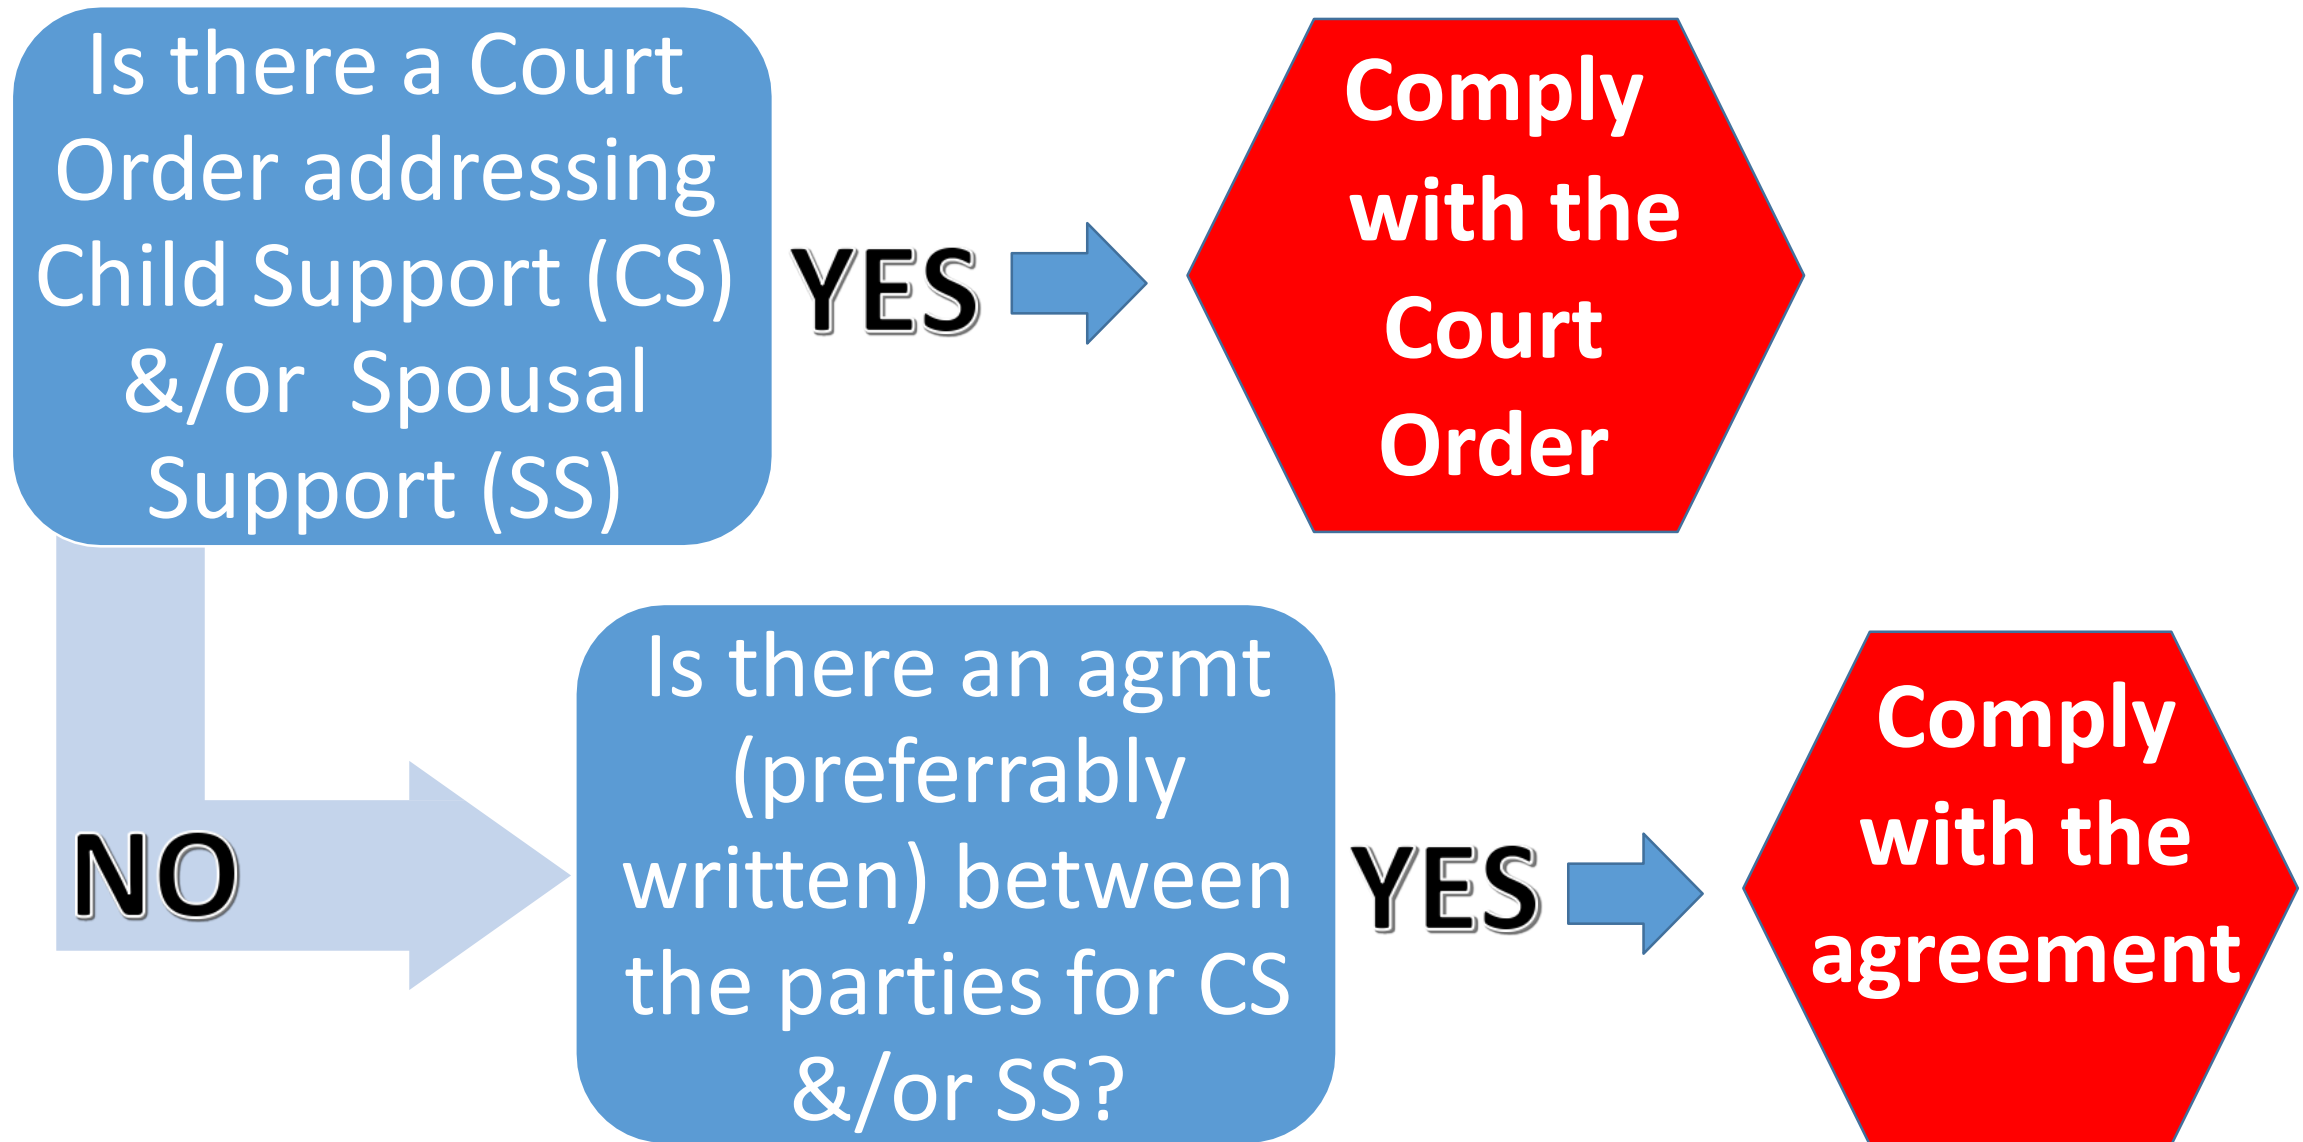 Is there a Court
Order addressing
Child Support (CS)
&/or Spousal
Support (SS)
YES
Comply
with the
Court
Order
NO
Is there an agmt
(preferrably
written) between
the parties for CS
&/or SS?
YES
Comply
with the
agreement